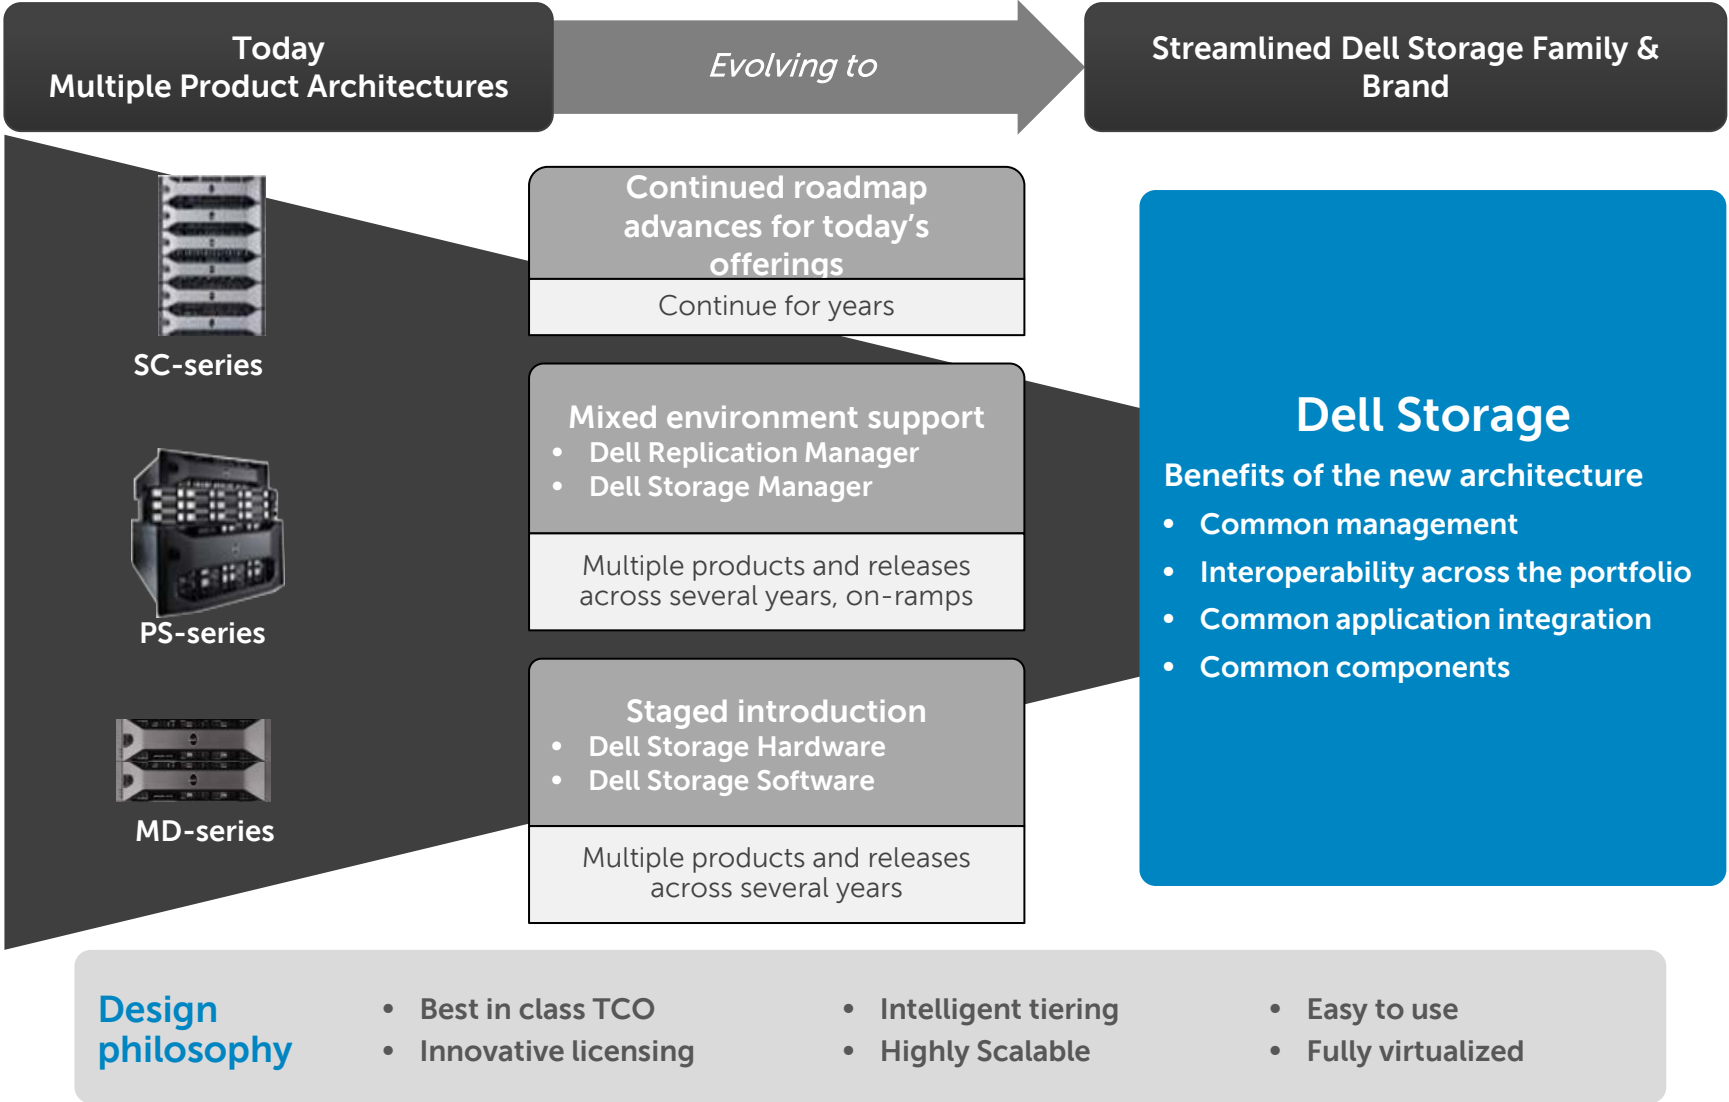 Today
Multiple Product Architectures
Evolving to
Streamlined Dell Storage Family &
Brand
SC-series
PS-series
MD-series
Continued roadmap
advances for today's
offerings
Continue for years
Mixed environment support
• Dell Replication Manager
• Dell Storage Manager
Multiple products and releases
across several years, on-ramps
Staged introduction
• Dell Storage Hardware
• Dell Storage Software
Multiple products and releases
across several years
Dell Storage
Benefits of the new architecture
• Common management
• Interoperability across the portfolio
• Common application integration
• Common components
Design
philosophy
• Best in class TCO
• Innovative licensing
• Intelligent tiering
• Highly Scalable
• Easy to use
• Fully virtualized